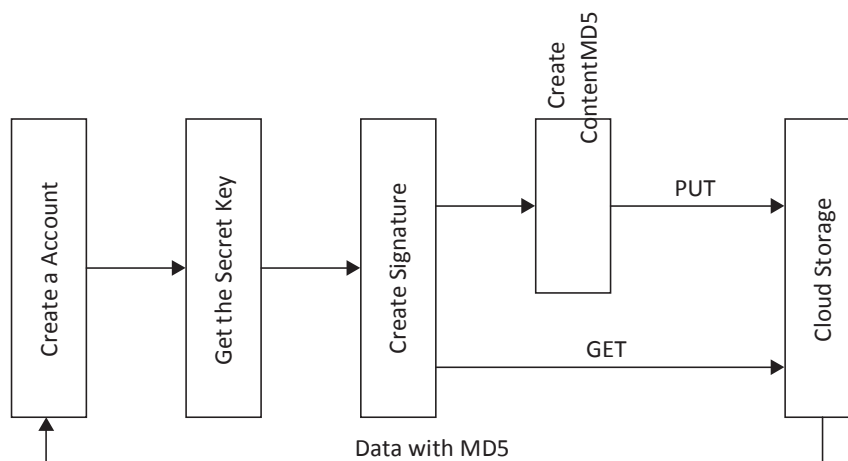 Create a Account
Get the Secret Key
Create Signature
Create
ContentMD5
PUT
GET
Cloud Storage
Data with MD5